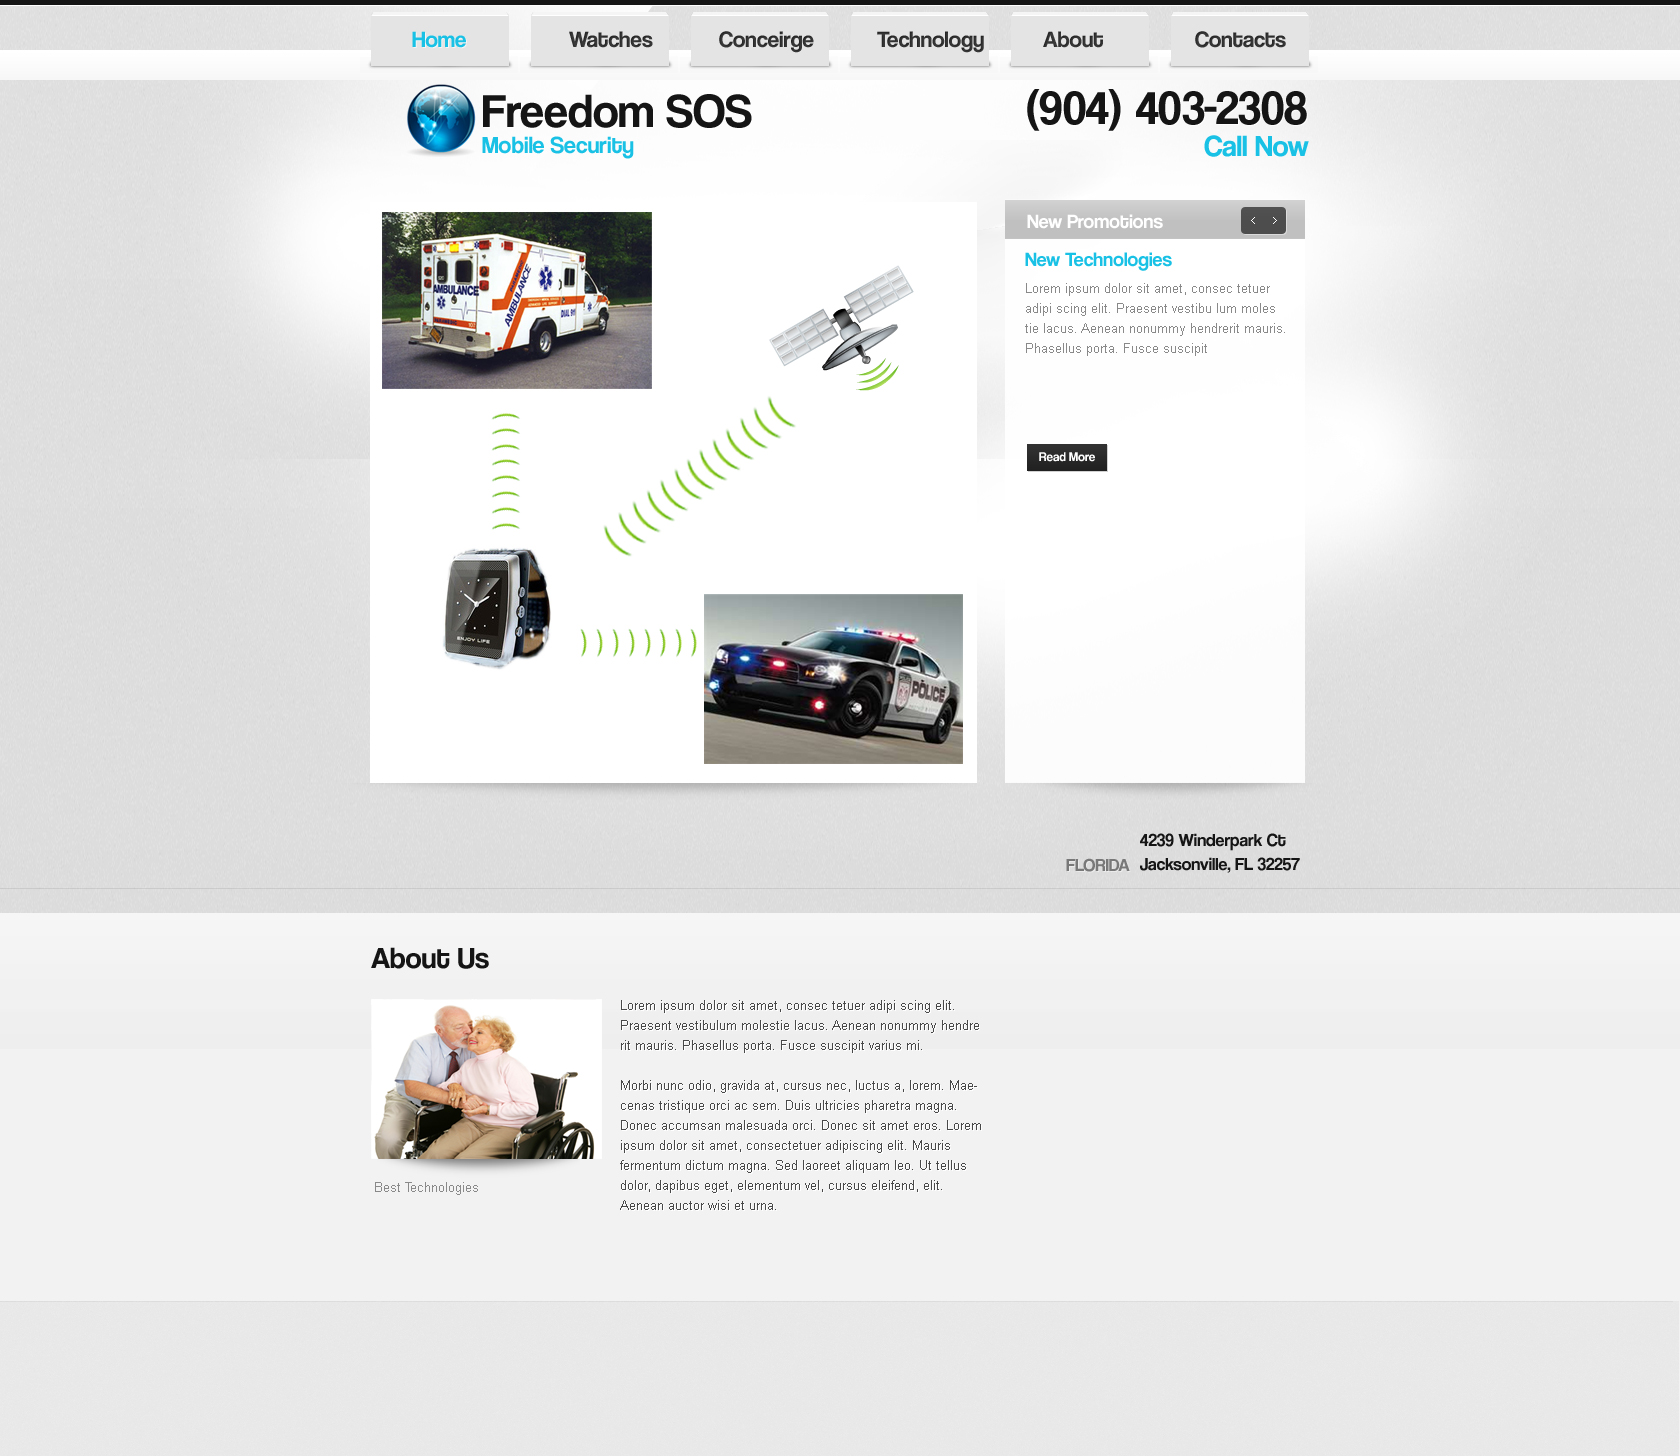 Home Watches Conceirge Technology About Contacts
Freedom SOS
Mobile Security
(904) 403-2308
Call Now
New Promotions
New Technologies
Lorem ipsum dolor sit amet, consec tetuer
adipi scing elit. Praesent vestibu lum moles
tie lacus. Aenean nonummy hendrerit mauris.
Phasellus porta. Fusce suscipit
Read More
AMBULANCE
AMBULANCE
DIAL 911
ENJOY LIFE
POLICE
4239 Winderpark Ct
FLORIDA Jacksonville, FL 32257
About Us
Lorem ipsum dolor sit amet, consec tetuer adipi scing elit.
Praesent vestibulum molestie lacus. Aenean nonummy hendre
rit mauris. Phasellus porta. Fusce suscipit varius mi.
Morbi nunc odio, gravida at, cursus nec, luctus a, lorem. Mae-
cenas tristique orci ac sem. Duis ultricies pharetra magna.
Donec accumsan malesuada orci. Donec sit amet eros. Lorem
ipsum dolor sit amet, consectetuer adipiscing elit. Mauris
fermentum dictum magna. Sed laoreet aliquam leo. Ut tellus
dolor, dapibus eget, elementum vel, cursus eleifend, elit.
Aenean auctor wisi et urna.
Best Technologies